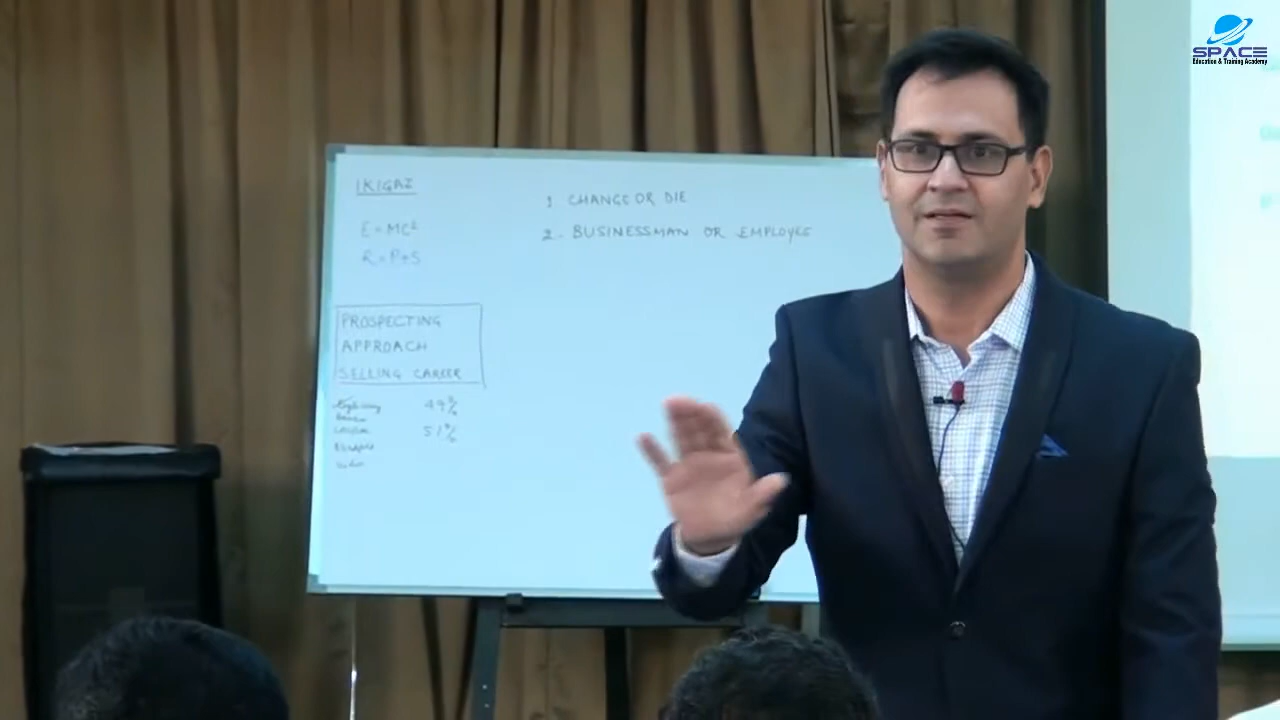 SPACE
Education & Training Academy
IKIGAI
E=MC²
R=P+S
PROSPECTING
APPROACH
SELLING CAREER
49%
51%
1 CHANGE OR DIE
2. BUSINESSMAN OR EMPLOYEE